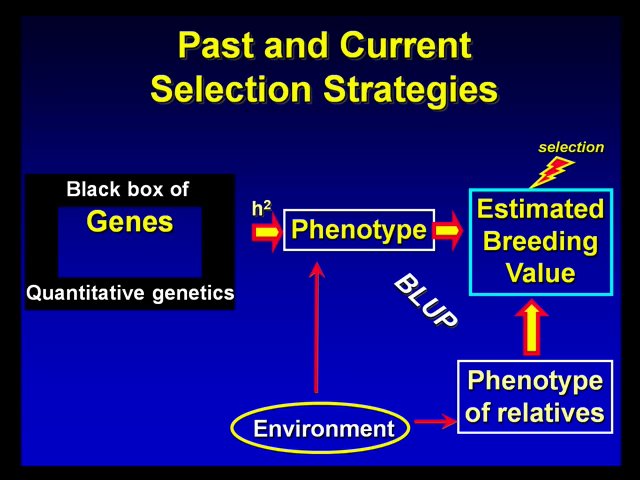 Past and Current
Selection Strategies
selection
Black box of
Genes
Quantitative genetics
h²
Phenotype
Estimated
Breeding
Value
BLUP
Phenotype
of relatives
Environment